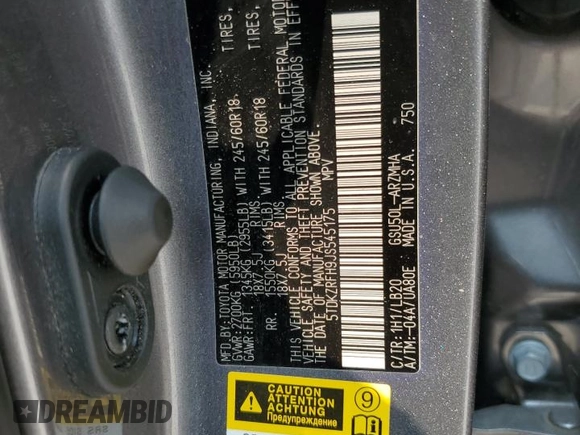 MFD.BY:TOYOTA MOTOR MANUFACTURING, INDIANA, INC.
GVWR:2700KG (5950LB)
GAWR:FRT. 1345KG (2955LB) WITH 245/60R18 TIRES,
18X7.5J RIMS,
RR. 1550KG (3415LB) WITH 245/60R18 TIRES,
18X7.5J RIMS,
THIS VEHICLE CONFORMS TO ALL APPLICABLE FEDERAL MOTOR
VEHICLE SAFETY AND THEFT PREVENTION STANDARDS IN EFF
ON THE DATE OF MANUFACTURE SHOWN ABOVE.
5TDKZRFH9JS545175 MPV
C/TR:1H1/LB20 GSU50L-ARZMHA
A/TM:-04A/UA80E MADE IN U.S.A. 750
CAUTION
ATTENTION
ACHTUNG
Предупреждение
9
DREAMBID